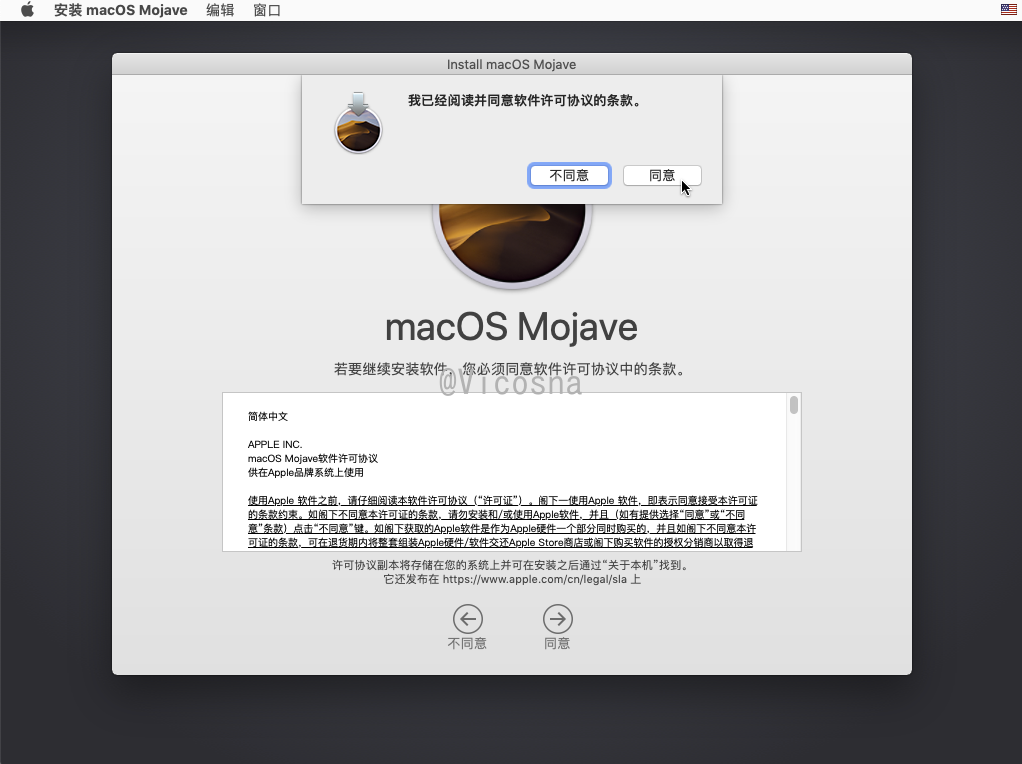 安装 macOS Mojave 编辑 窗口
Install macOS Mojave
我已经阅读并同意软件许可协议的条款。
不同意 同意
macOS Mojave
若要继续安装软件，您必须同意软件许可协议中的条款。
@Vicosna
简体中文
APPLE INC.
macOS Mojave软件许可协议
供在Apple品牌系统上使用
使用Apple 软件之前，请仔细阅读本软件许可协议（“许可证”）。阁下一使用Apple 软件，即表示同意接受本许可证
的条款约束。如阁下不同意本许可证的条款，请勿安装和/或使用Apple软件，并且（如有提供选择“同意”或“不同
意”条款）点击“不同意”键。如阁下获取的Apple软件是作为Apple硬件一个部分同时购买的，并且如阁下不同意本许
可证的条款，可在退货期内将整套组装Apple硬件/软件交还Apple Store商店或阁下购买软件的授权分销商以取得退
许可协议副本将存储在您的系统上并可在安装之后通过“关于本机”找到。
它还发布在 https://www.apple.com/cn/legal/sla 上
不同意 同意